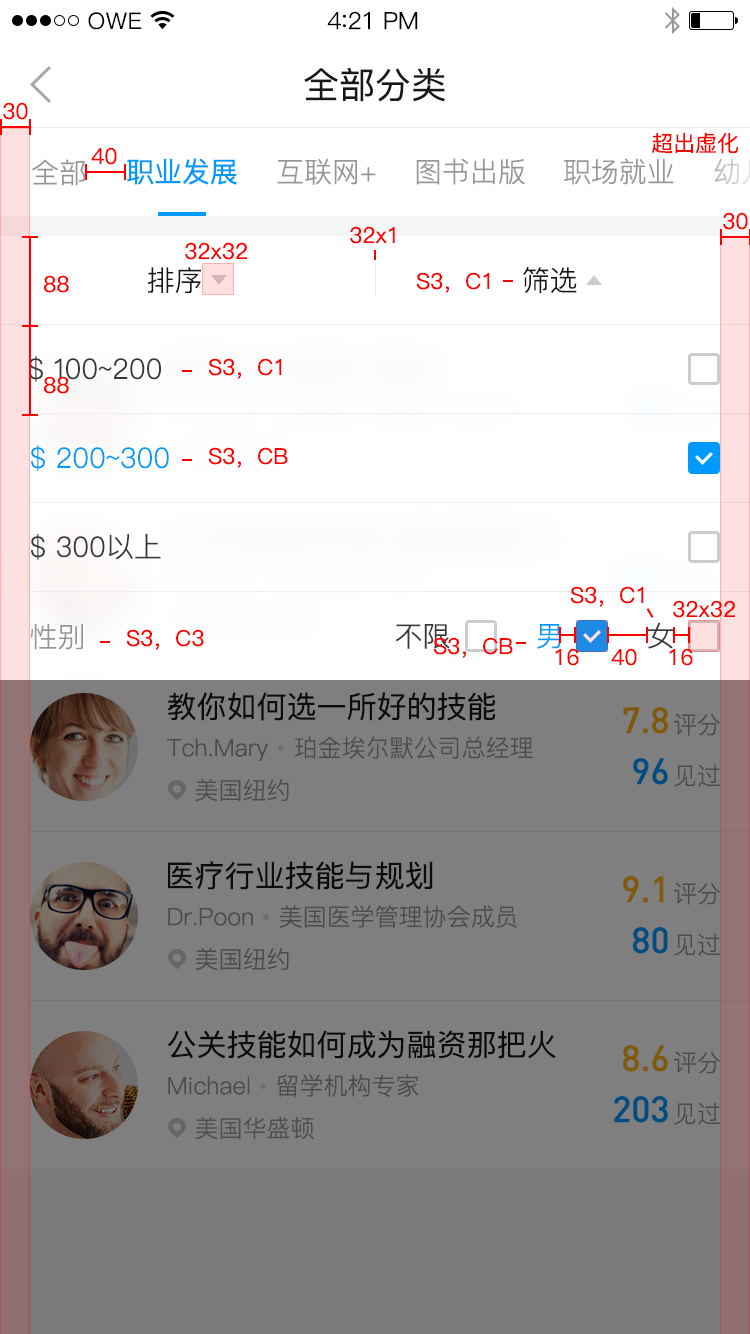 OWE 4:21 PM
全部分类
30
超出虚化
40
全部 职业发展 互联网+ 图书出版 职场就业
30
32x32 32x1
88 排序 S3，C1 - 筛选
$ 100~200 - S3，C1
88
$ 200~300 - S3，CB
$ 300以上
S3，C1 32x32
性别 - S3，C3 不限 S3，CB- 男 女
16 40 16
教你如何选一所好的技能
7.8 评分
Tch.Mary • 珀金埃尔默公司总经理
96 见过
美国纽约
医疗行业技能与规划
9.1 评分
Dr.Poon • 美国医学管理协会成员
80 见过
美国纽约
公关技能如何成为融资那把火
8.6 评分
Michael • 留学机构专家
203 见过
美国华盛顿